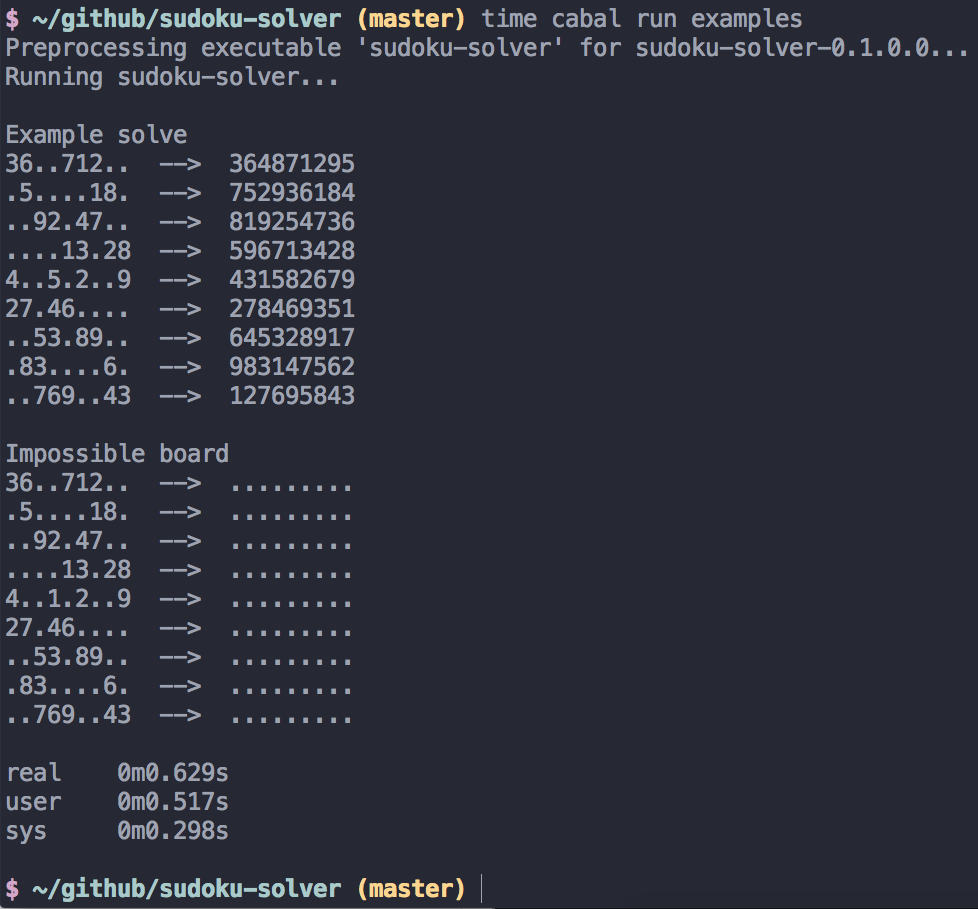 $ ~/github/sudoku-solver (master) time cabal run examples
Preprocessing executable 'sudoku-solver' for sudoku-solver-0.1.0.0...
Running sudoku-solver...
Example solve
36..712..  -->  364871295
.5....18.  -->  752936184
..92.47..  -->  819254736
....13.28  -->  596713428
4..5.2..9  -->  431582679
27.46....  -->  278469351
..53.89..  -->  645328917
.83....6.  -->  983147562
..769..43  -->  127695843
Impossible board
36..712..  -->  .........
.5....18.  -->  .........
..92.47..  -->  .........
....13.28  -->  .........
4..1.2..9  -->  .........
27.46....  -->  .........
..53.89..  -->  .........
.83....6.  -->  .........
..769..43  -->  .........
real    0m0.629s
user    0m0.517s
sys     0m0.298s
$ ~/github/sudoku-solver (master)